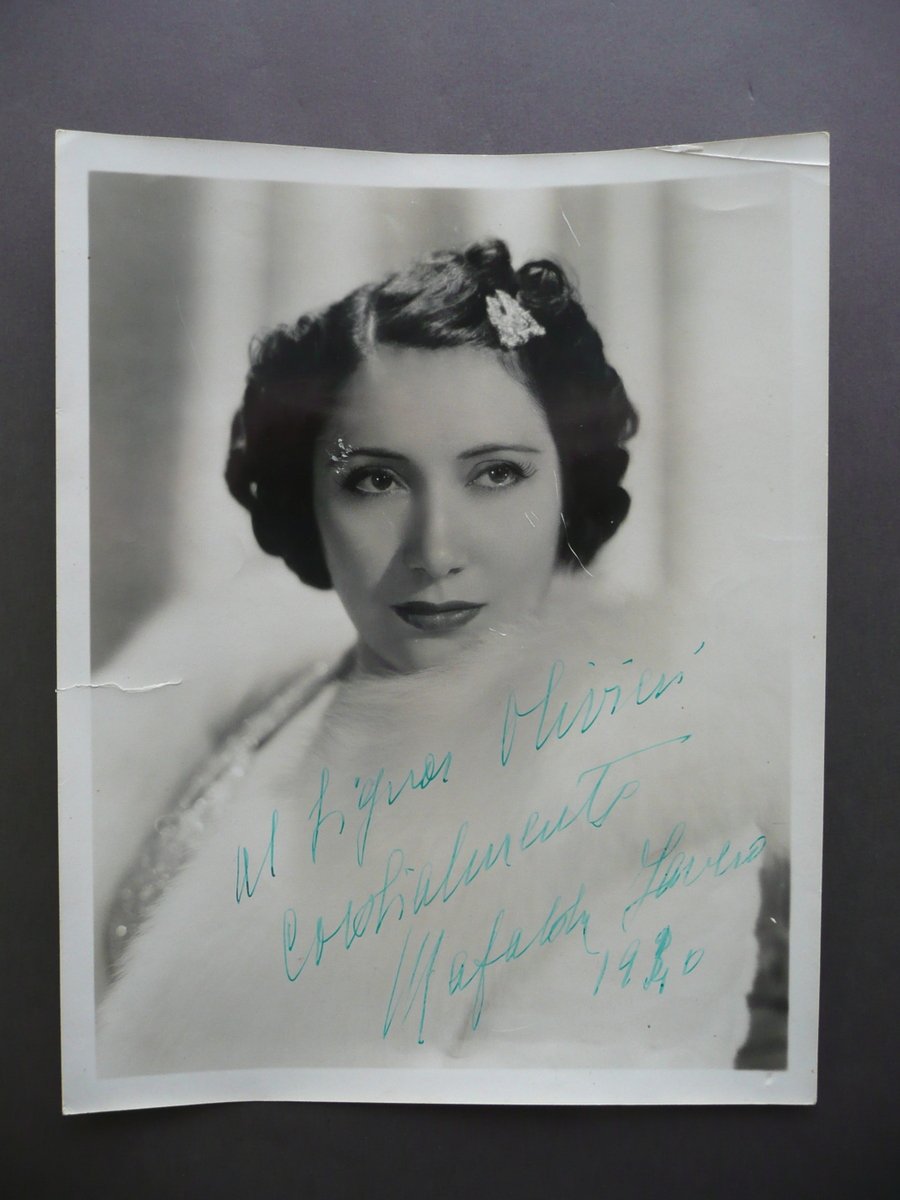 Al Signor Olivieri
Cordialmente
Mafalda Favero
1940